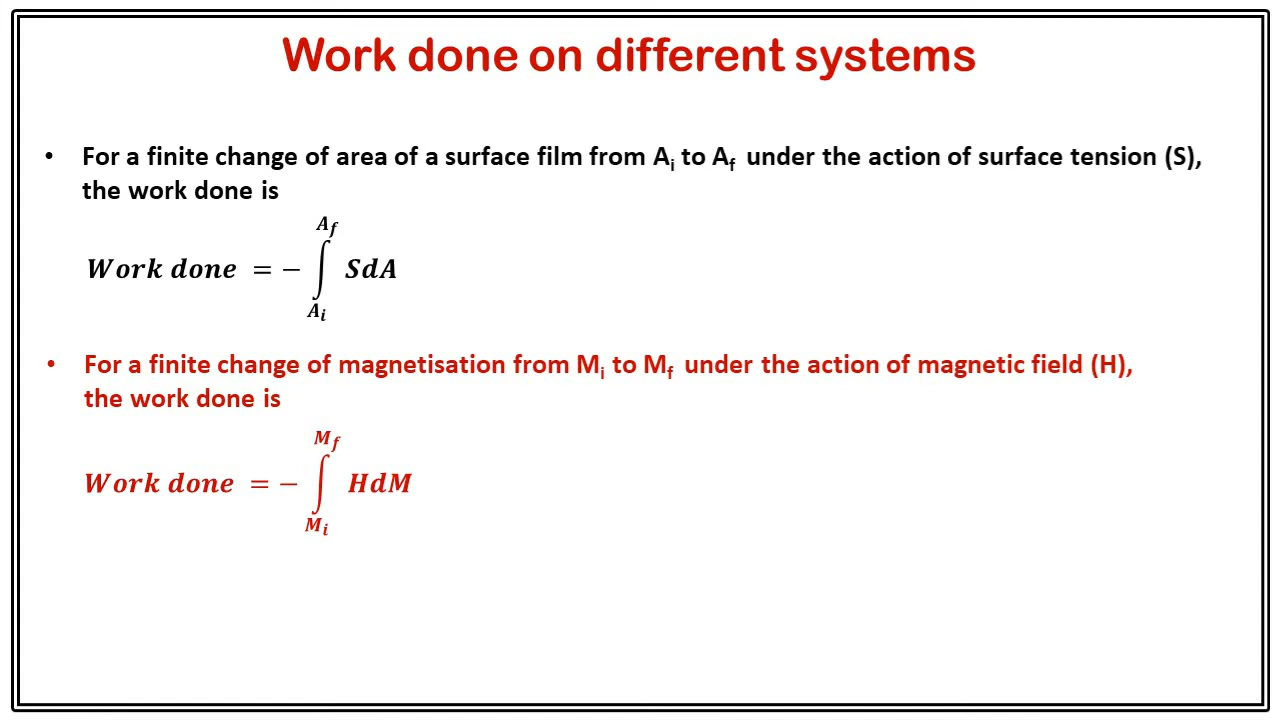 Work done on different systems
• For a finite change of area of a surface film from Aᵢ to A_f under the action of surface tension (S),
the work done is
A_f
Work done = − ∫ SdA
Aᵢ
• For a finite change of magnetisation from Mᵢ to M_f under the action of magnetic field (H),
the work done is
M_f
Work done = − ∫ HdM
Mᵢ